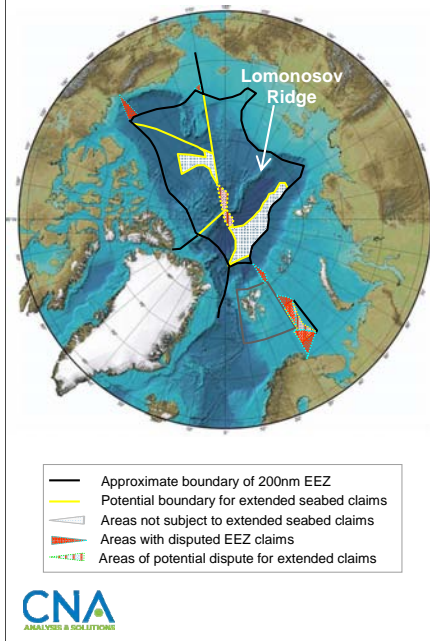 Lomonosov
Ridge
Approximate boundary of 200nm EEZ
Potential boundary for extended seabed claims
Areas not subject to extended seabed claims
Areas with disputed EEZ claims
Areas of potential dispute for extended claims
CNA
ANALYSIS & SOLUTIONS